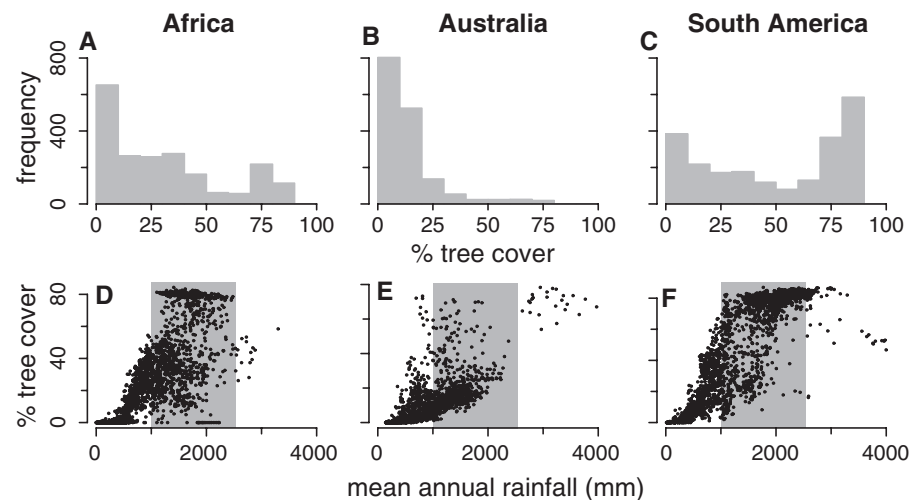 Africa
Australia
South America
A
B
C
frequency
0 400 800
0 25 50 75 100
0 25 50 75 100
0 25 50 75 100
% tree cover
D
E
F
% tree cover
0 40 80
0 2000 4000
0 2000 4000
0 2000 4000
mean annual rainfall (mm)